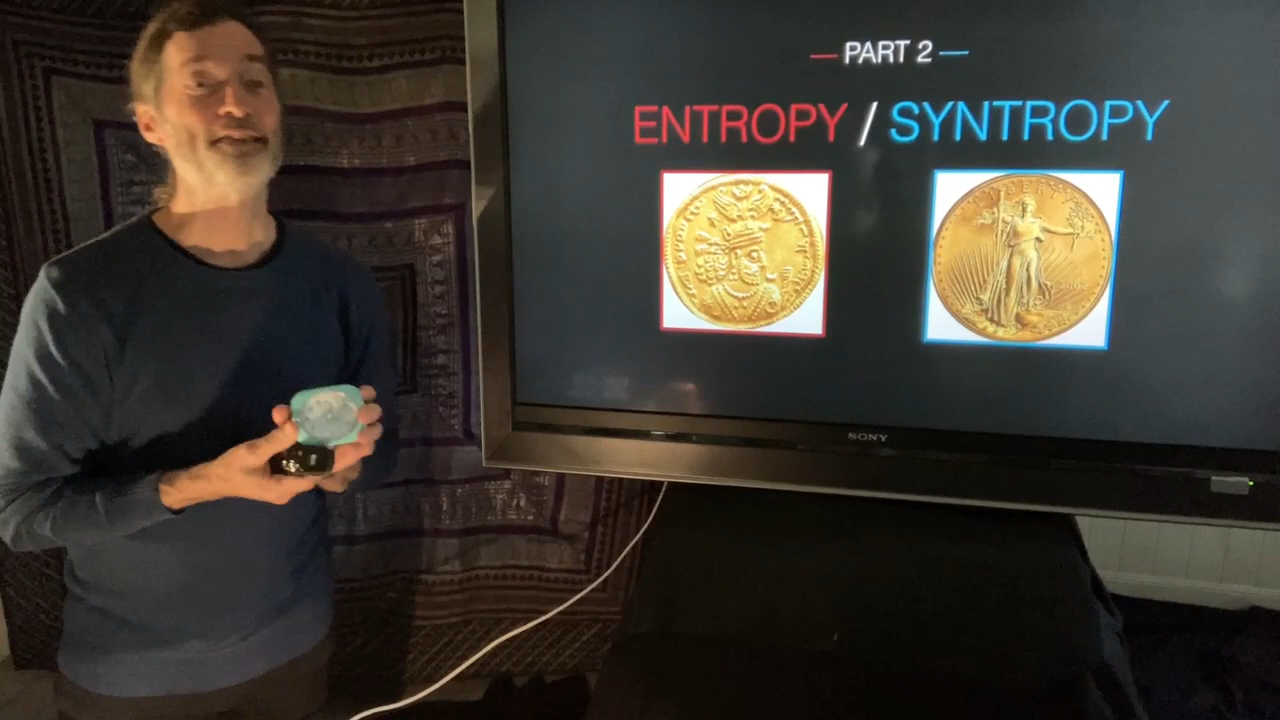 — PART 2 —
ENTROPY / SYNTROPY
LIBERTY
SONY